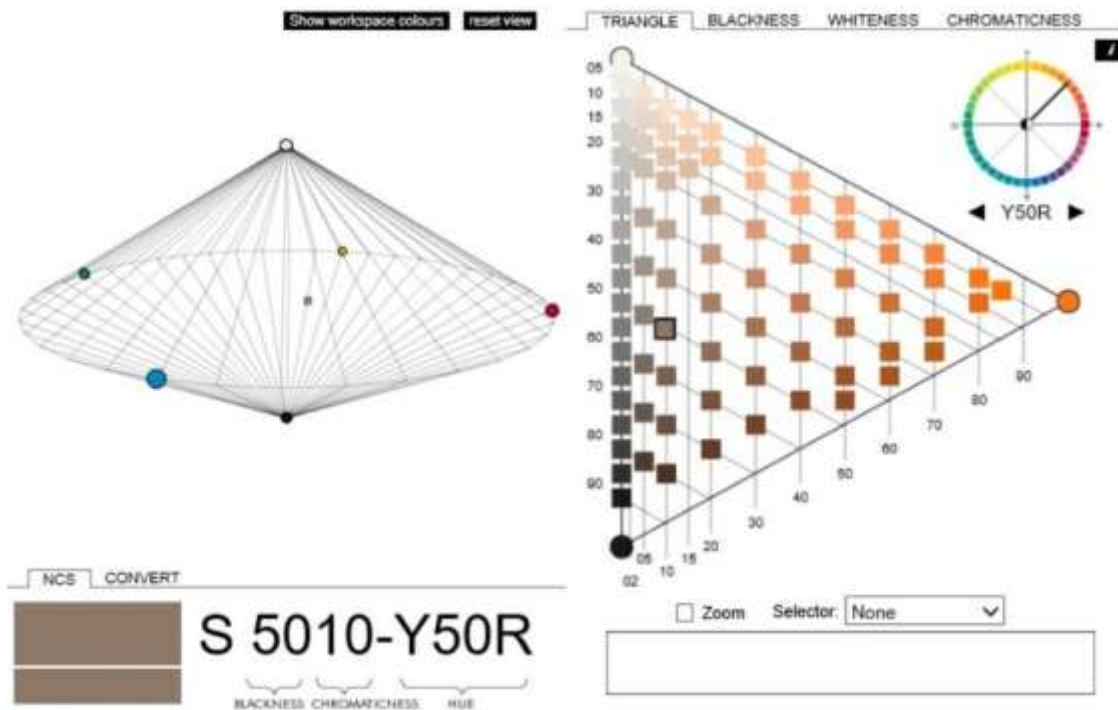 Show workspace colours
reset view
TRIANGLE
BLACKNESS
WHITENESS
CHROMATICNESS
i
05
10
15
20
30
40
50
60
70
80
90
Y50R
90
80
70
60
50
40
30
20
15
10
05
02
NCS
CONVERT
S 5010-Y50R
BLACKNESS CHROMATICNESS HUE
Zoom
Selector: None